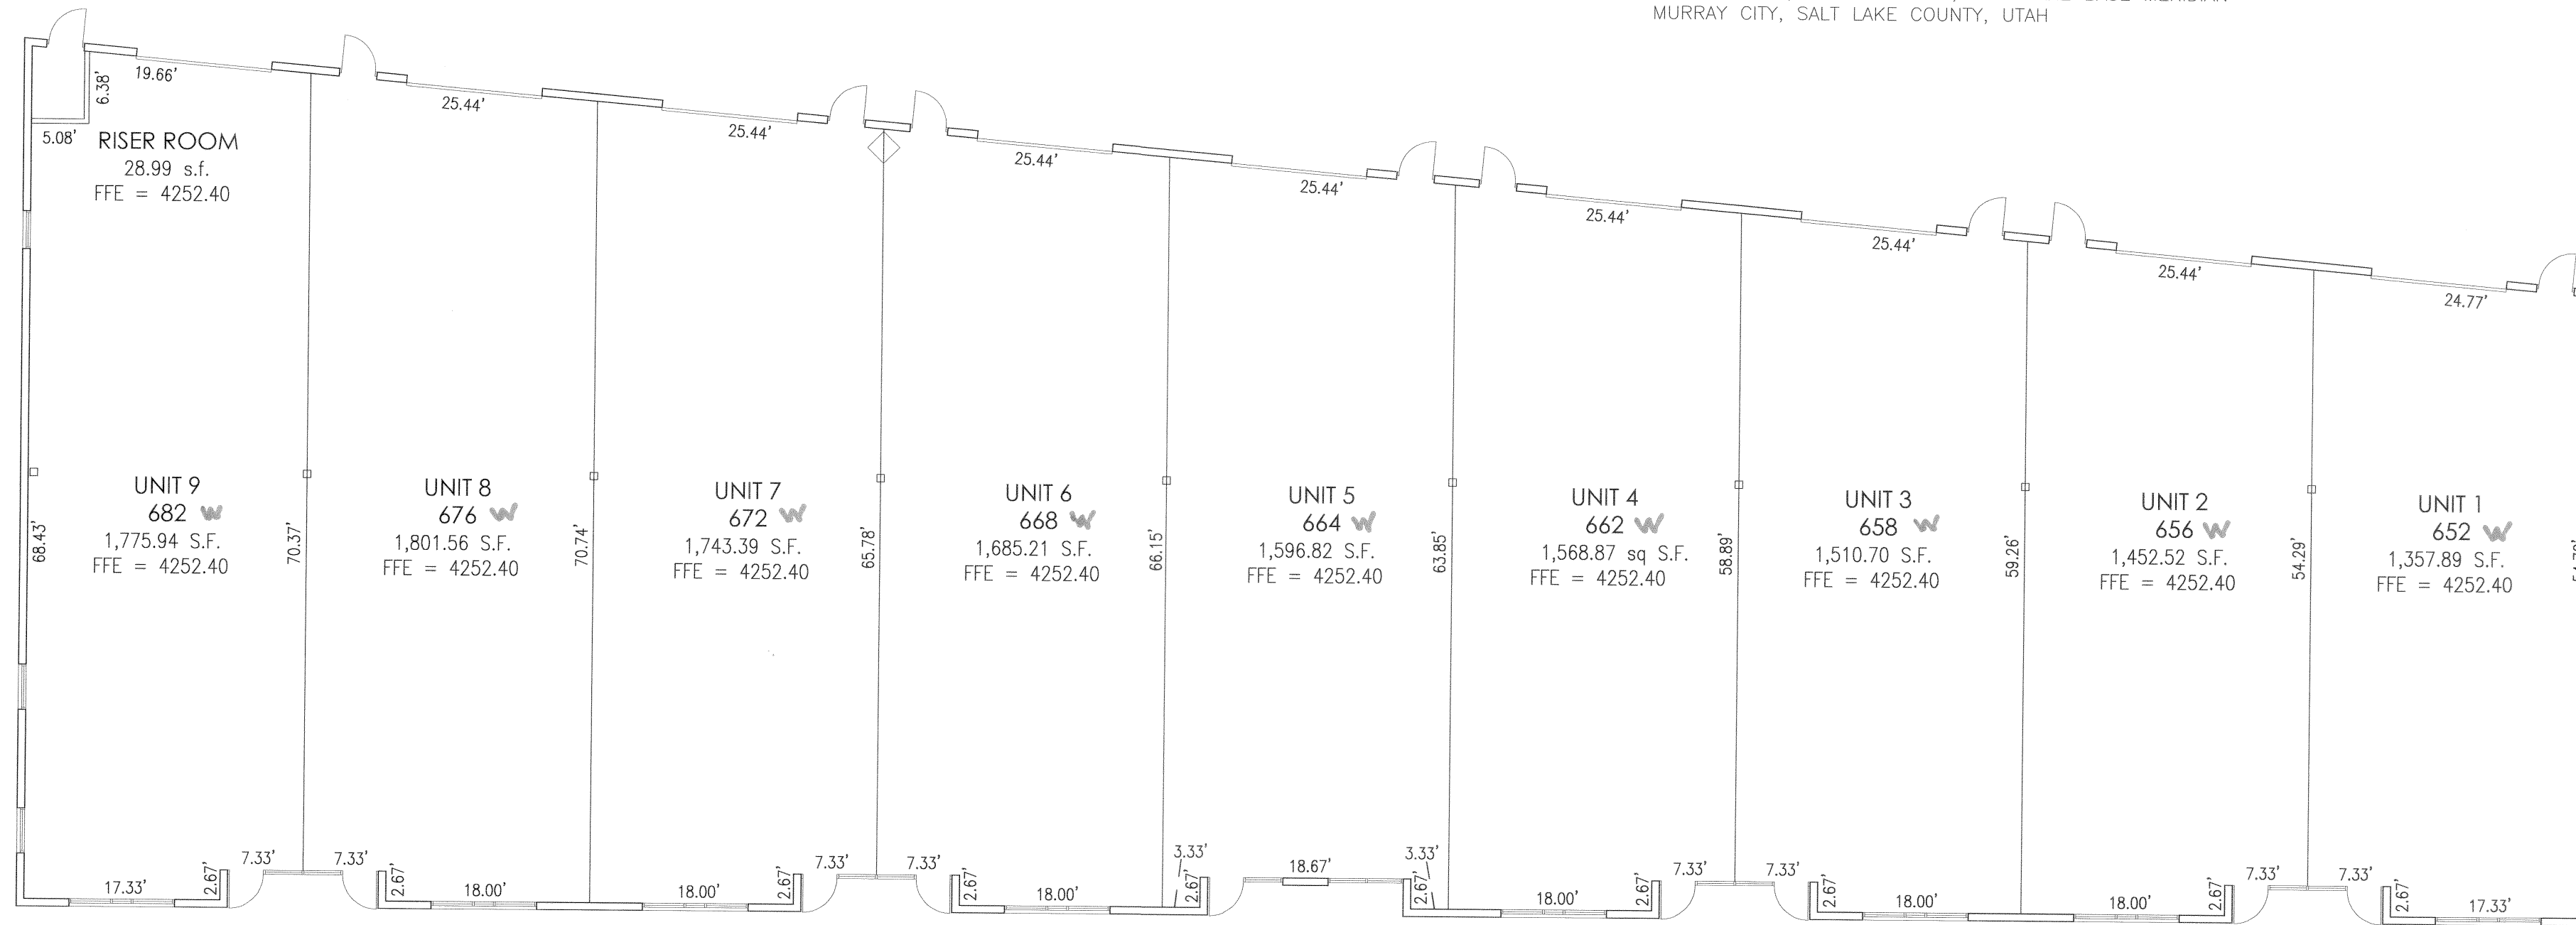 MURRAY CITY, SALT LAKE COUNTY, UTAH
19.66'
25.44'
25.44'
25.44'
25.44'
25.44'
25.44'
25.44'
24.77'
6.38'
5.08'
RISER ROOM
28.99 s.f.
FFE = 4252.40
68.43'
UNIT 9
682 W
1,775.94 S.F.
FFE = 4252.40
70.37'
UNIT 8
676 W
1,801.56 S.F.
FFE = 4252.40
70.74'
UNIT 7
672 W
1,743.39 S.F.
FFE = 4252.40
65.78'
UNIT 6
668 W
1,685.21 S.F.
FFE = 4252.40
66.15'
UNIT 5
664 W
1,596.82 S.F.
FFE = 4252.40
63.85'
UNIT 4
662 W
1,568.87 sq S.F.
FFE = 4252.40
58.89'
UNIT 3
658 W
1,510.70 S.F.
FFE = 4252.40
59.26'
UNIT 2
656 W
1,452.52 S.F.
FFE = 4252.40
54.29'
UNIT 1
652 W
1,357.89 S.F.
FFE = 4252.40
17.33'
2.67'
7.33'
7.33'
2.67'
18.00'
18.00'
2.67'
7.33'
7.33'
2.67'
18.00'
3.33'
2.67'
18.67'
3.33'
2.67'
18.00'
2.67'
7.33'
7.33'
2.67'
18.00'
18.00'
2.67'
7.33'
7.33'
2.67'
17.33'